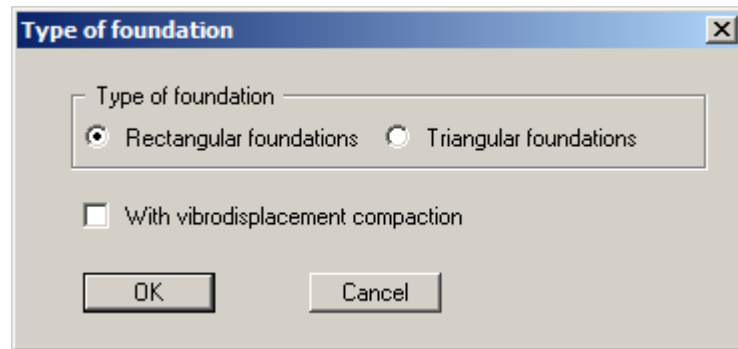 Type of foundation
Type of foundation
Rectangular foundations Triangular foundations
With vibrodisplacement compaction
OK Cancel